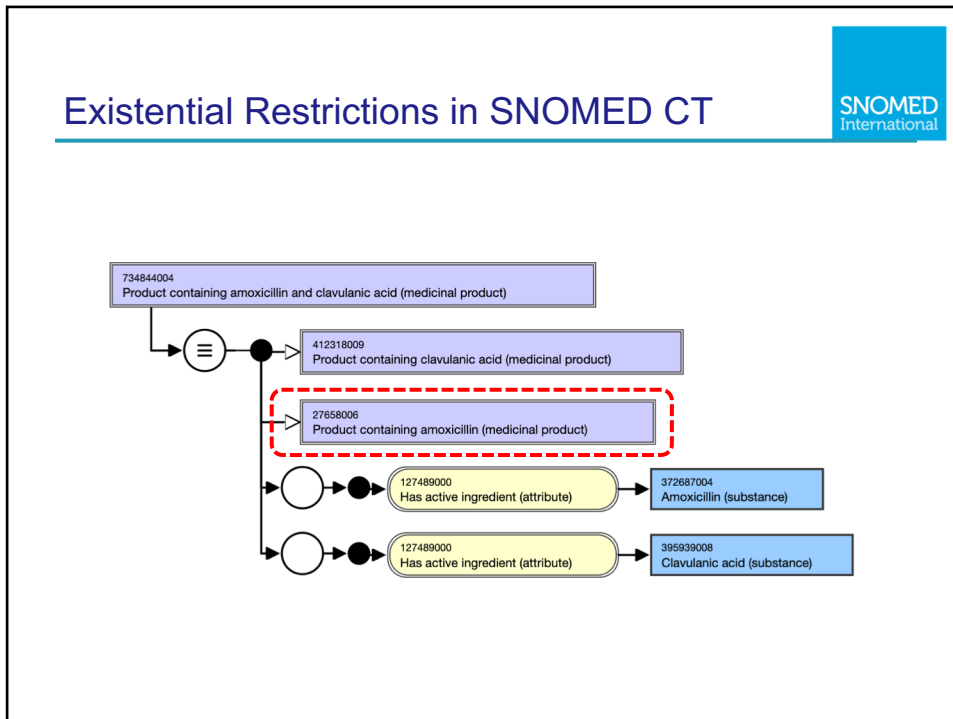 Existential Restrictions in SNOMED CT
SNOMED
International
734844004
Product containing amoxicillin and clavulanic acid (medicinal product)
≡
412318009
Product containing clavulanic acid (medicinal product)
27658006
Product containing amoxicillin (medicinal product)
127489000
Has active ingredient (attribute)
372687004
Amoxicillin (substance)
127489000
Has active ingredient (attribute)
395939008
Clavulanic acid (substance)